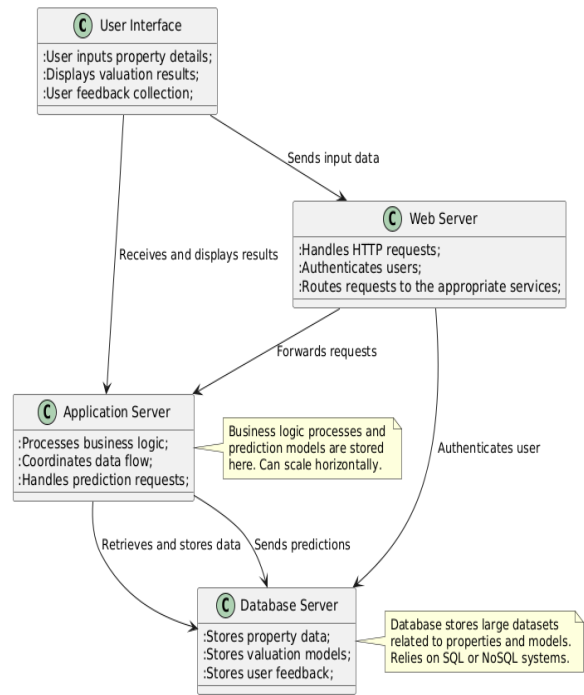 C User Interface
:User inputs property details;
:Displays valuation results;
:User feedback collection;
Sends input data
C Web Server
:Handles HTTP requests;
:Authenticates users;
:Routes requests to the appropriate services;
Receives and displays results
Forwards requests
C Application Server
:Processes business logic;
:Coordinates data flow;
:Handles prediction requests;
Business logic processes and
prediction models are stored
here. Can scale horizontally.
Authenticates user
Retrieves and stores data
Sends predictions
C Database Server
:Stores property data;
:Stores valuation models;
:Stores user feedback;
Database stores large datasets
related to properties and models.
Relies on SQL or NoSQL systems.